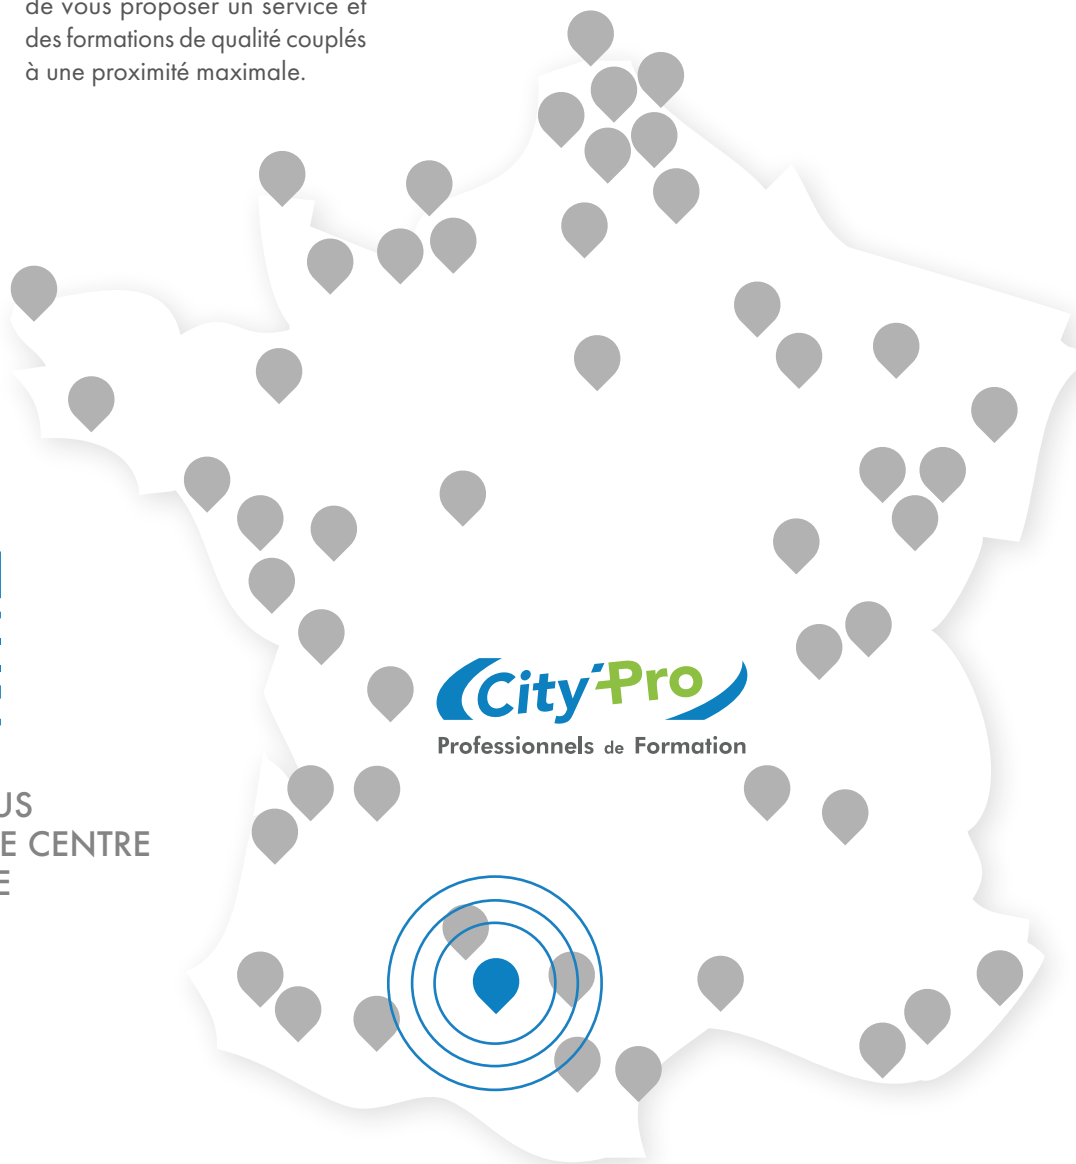 de vous proposer un service et
des formations de qualité couplés
à une proximité maximale.
City'Pro
Professionnels de Formation
US
E CENTRE
E